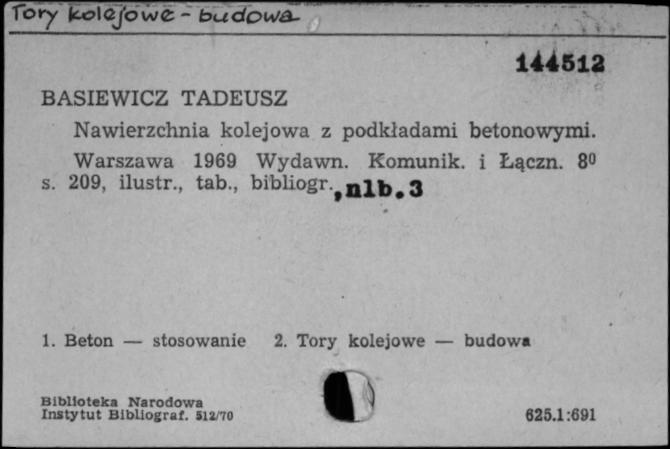 Tory kolejowe - budowa
144512
BASIEWICZ TADEUSZ
Nawierzchnia kolejowa z podkładami betonowymi.
Warszawa 1969 Wydawn. Komunik. i Łączn. 8⁰
s. 209, ilustr., tab., bibliogr., nlb. 3
1. Beton — stosowanie 2. Tory kolejowe — budowa
Biblioteka Narodowa
Instytut Bibliograf. 512/70
625.1:691